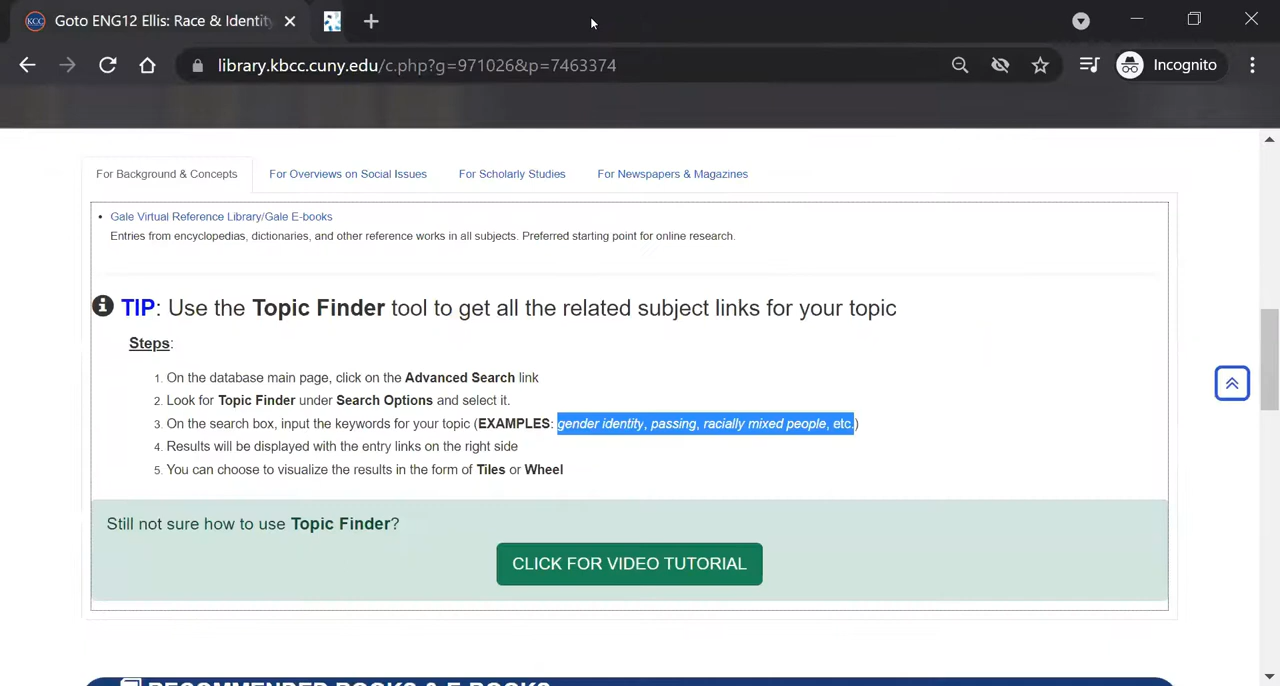 Goto ENG12 Ellis: Race & Identity
library.kbcc.cuny.edu/c.php?g=971026&p=7463374
Incognito
For Background & Concepts
For Overviews on Social Issues
For Scholarly Studies
For Newspapers & Magazines
Gale Virtual Reference Library/Gale E-books
Entries from encyclopedias, dictionaries, and other reference works in all subjects. Preferred starting point for online research.
TIP: Use the Topic Finder tool to get all the related subject links for your topic
Steps:
1. On the database main page, click on the Advanced Search link
2. Look for Topic Finder under Search Options and select it.
3. On the search box, input the keywords for your topic (EXAMPLES: gender identity, passing, racially mixed people, etc.)
4. Results will be displayed with the entry links on the right side
5. You can choose to visualize the results in the form of Tiles or Wheel
Still not sure how to use Topic Finder?
CLICK FOR VIDEO TUTORIAL
RECOMMENDED BOOKS & E-BOOKS